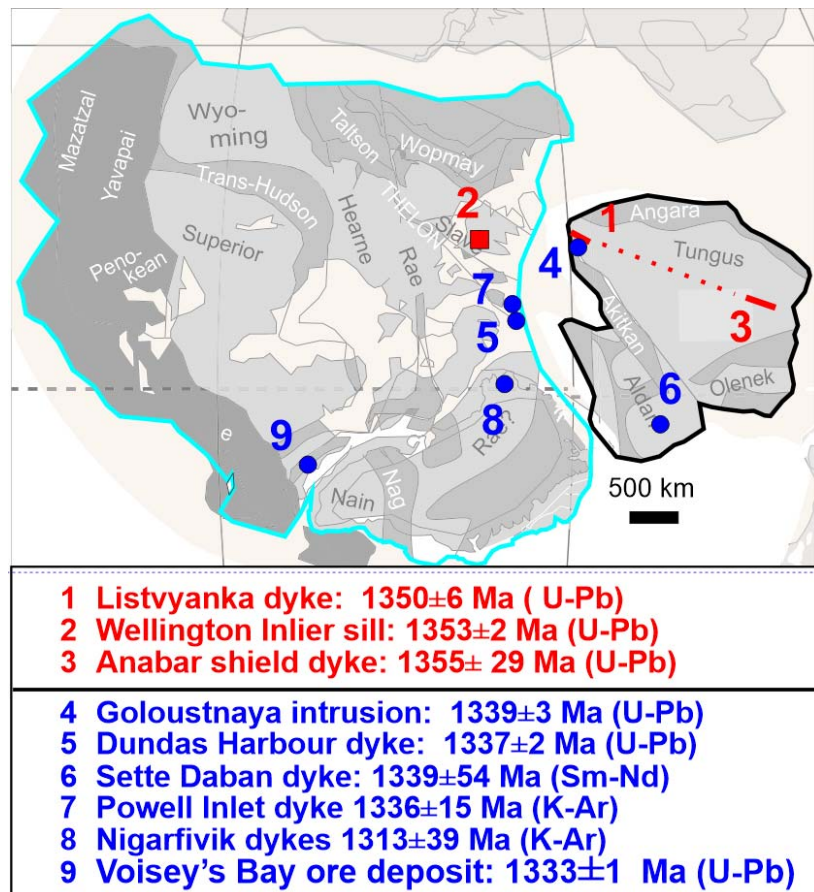 Wyo-
ming
Mazatzal
Yavapai
Taltson
Wopmay
Trans-Hudson
THELON
2
Slave
Hearne
Rae
Superior
Peno-
kean
1
Angara
Tungus
4
7
5
Akitkan
3
Aldan
6
Olenek
8
Rae?
9
e
Nain
Nag
500 km
1 Listvyanka dyke: 1350±6 Ma ( U-Pb)
2 Wellington Inlier sill: 1353±2 Ma (U-Pb)
3 Anabar shield dyke: 1355± 29 Ma (U-Pb)
4 Goloustnaya intrusion: 1339±3 Ma (U-Pb)
5 Dundas Harbour dyke: 1337±2 Ma (U-Pb)
6 Sette Daban dyke: 1339±54 Ma (Sm-Nd)
7 Powell Inlet dyke 1336±15 Ma (K-Ar)
8 Nigarfivik dykes 1313±39 Ma (K-Ar)
9 Voisey's Bay ore deposit: 1333±1 Ma (U-Pb)